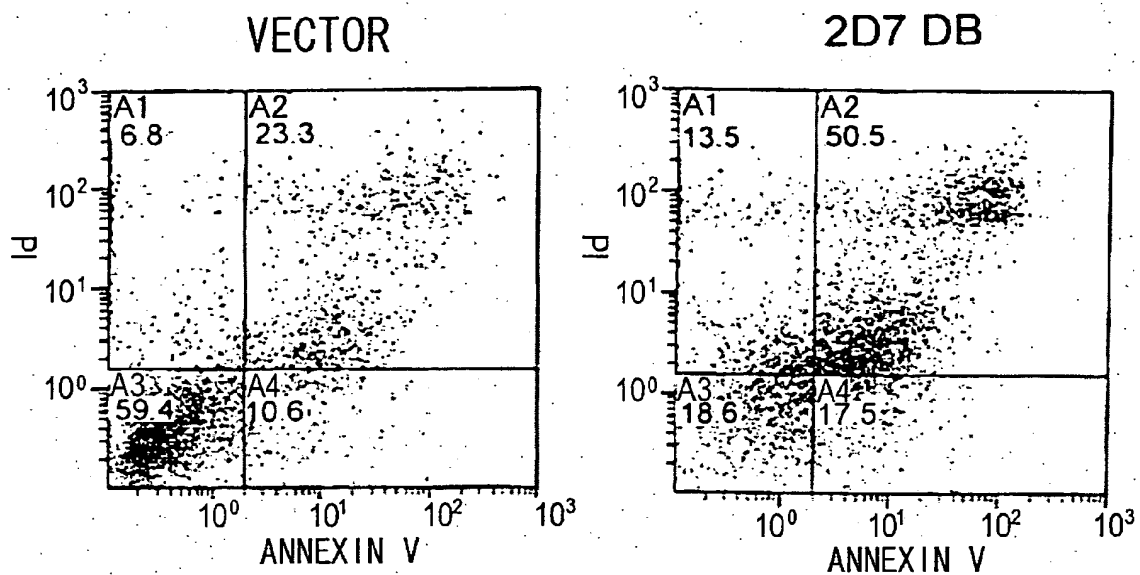 VECTOR
2D7 DB
10³
A1
6.8
A2
23.3
10²
10¹
10⁰
A3
59.4
A4
10.6
PI
10⁰ 10¹ 10² 10³
ANNEXIN V
10³
A1
13.5
A2
50.5
10²
10¹
10⁰
A3
18.6
A4
17.5
PI
10⁰ 10¹ 10² 10³
ANNEXIN V